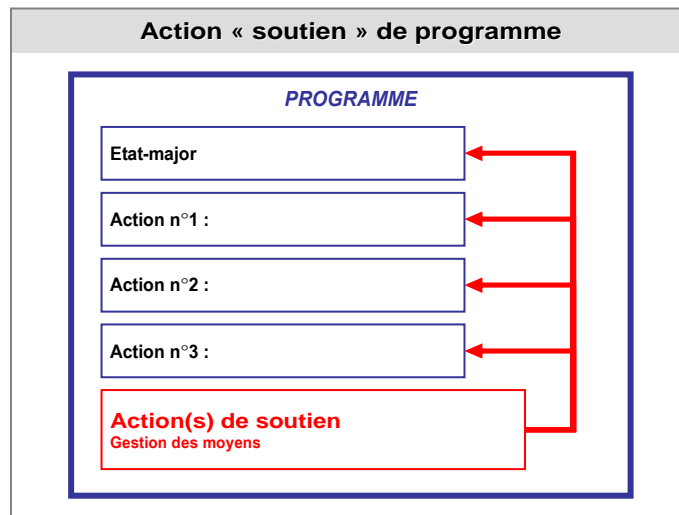 Action « soutien » de programme
PROGRAMME
Etat-major
Action n°1 :
Action n°2 :
Action n°3 :
Action(s) de soutien
Gestion des moyens